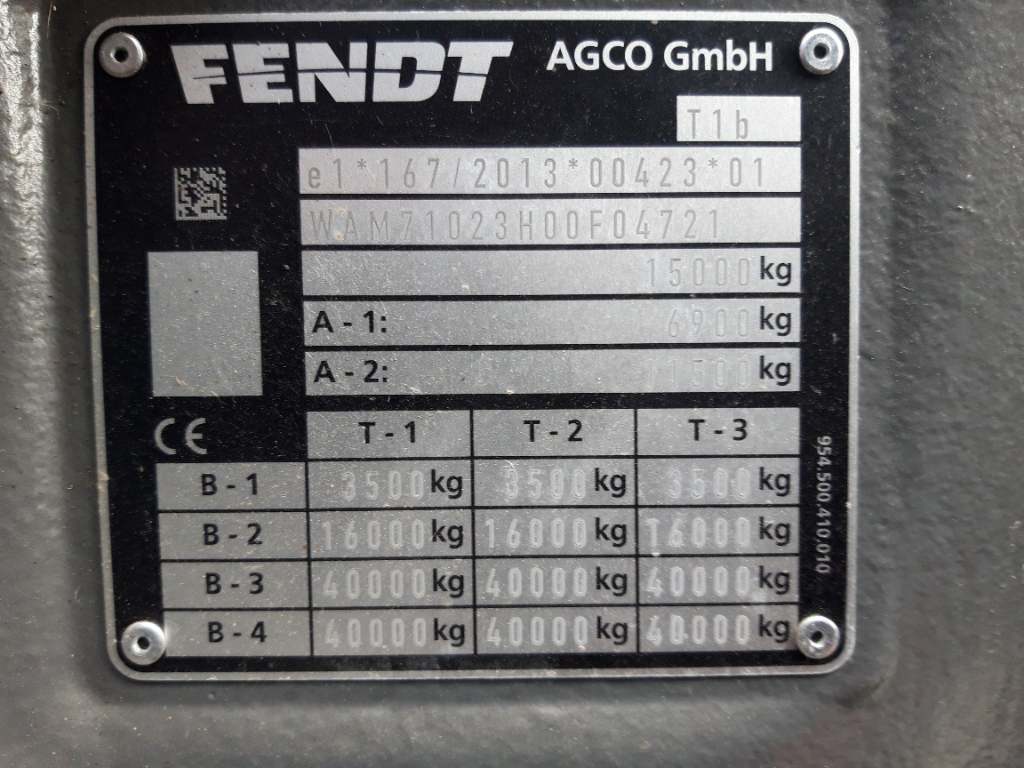 FENDT AGCO GmbH
T1b
e1*167/2013*00423*01
WAM71023H00F04721
15000 kg
A - 1: 6900 kg
A - 2: 11500 kg
CE T - 1 T - 2 T - 3
B - 1 3500 kg 3500 kg 3500 kg
B - 2 16000 kg 16000 kg 16000 kg
B - 3 40000 kg 40000 kg 40000 kg
B - 4 40000 kg 40000 kg 40000 kg
954.500.410.010